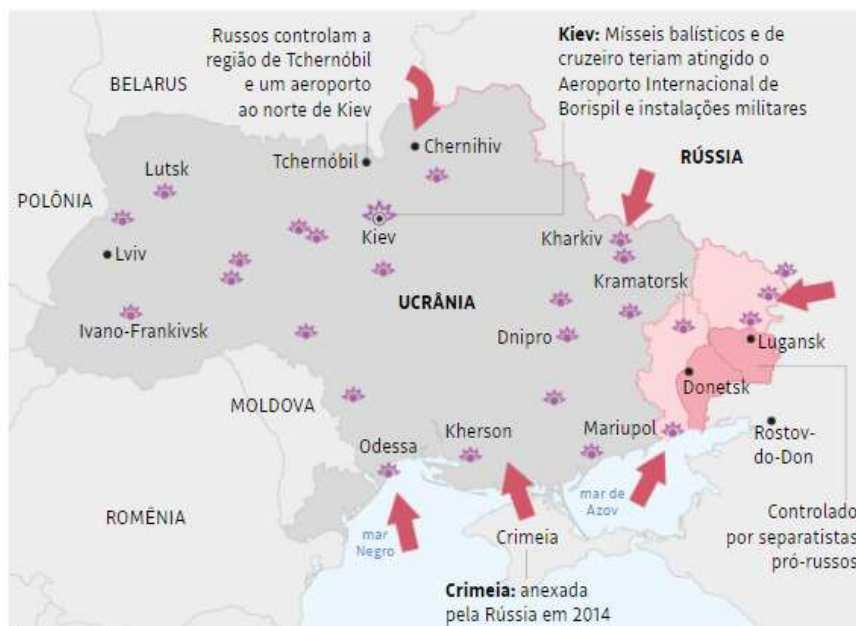 Russos controlam a
região de Tchernóbil
e um aeroporto
ao norte de Kiev
Kiev: Mísseis balísticos e de
cruzeiro teriam atingido o
Aeroporto Internacional de
Borispil e instalações militares
BELARUS
Chernihiv
Tchernóbil
RÚSSIA
Lutsk
POLÔNIA
Kiev
Kharkiv
Lviv
Kramatorsk
UCRÂNIA
Ivano-Frankivsk
Dnipro
Lugansk
Donetsk
MOLDOVA
Kherson
Mariupol
Odessa
Rostov-
do-Don
mar de
Azov
ROMÊNIA
mar
Negro
Crimeia
Controlado
por separatistas
pró-russos
Crimeia: anexada
pela Rússia em 2014